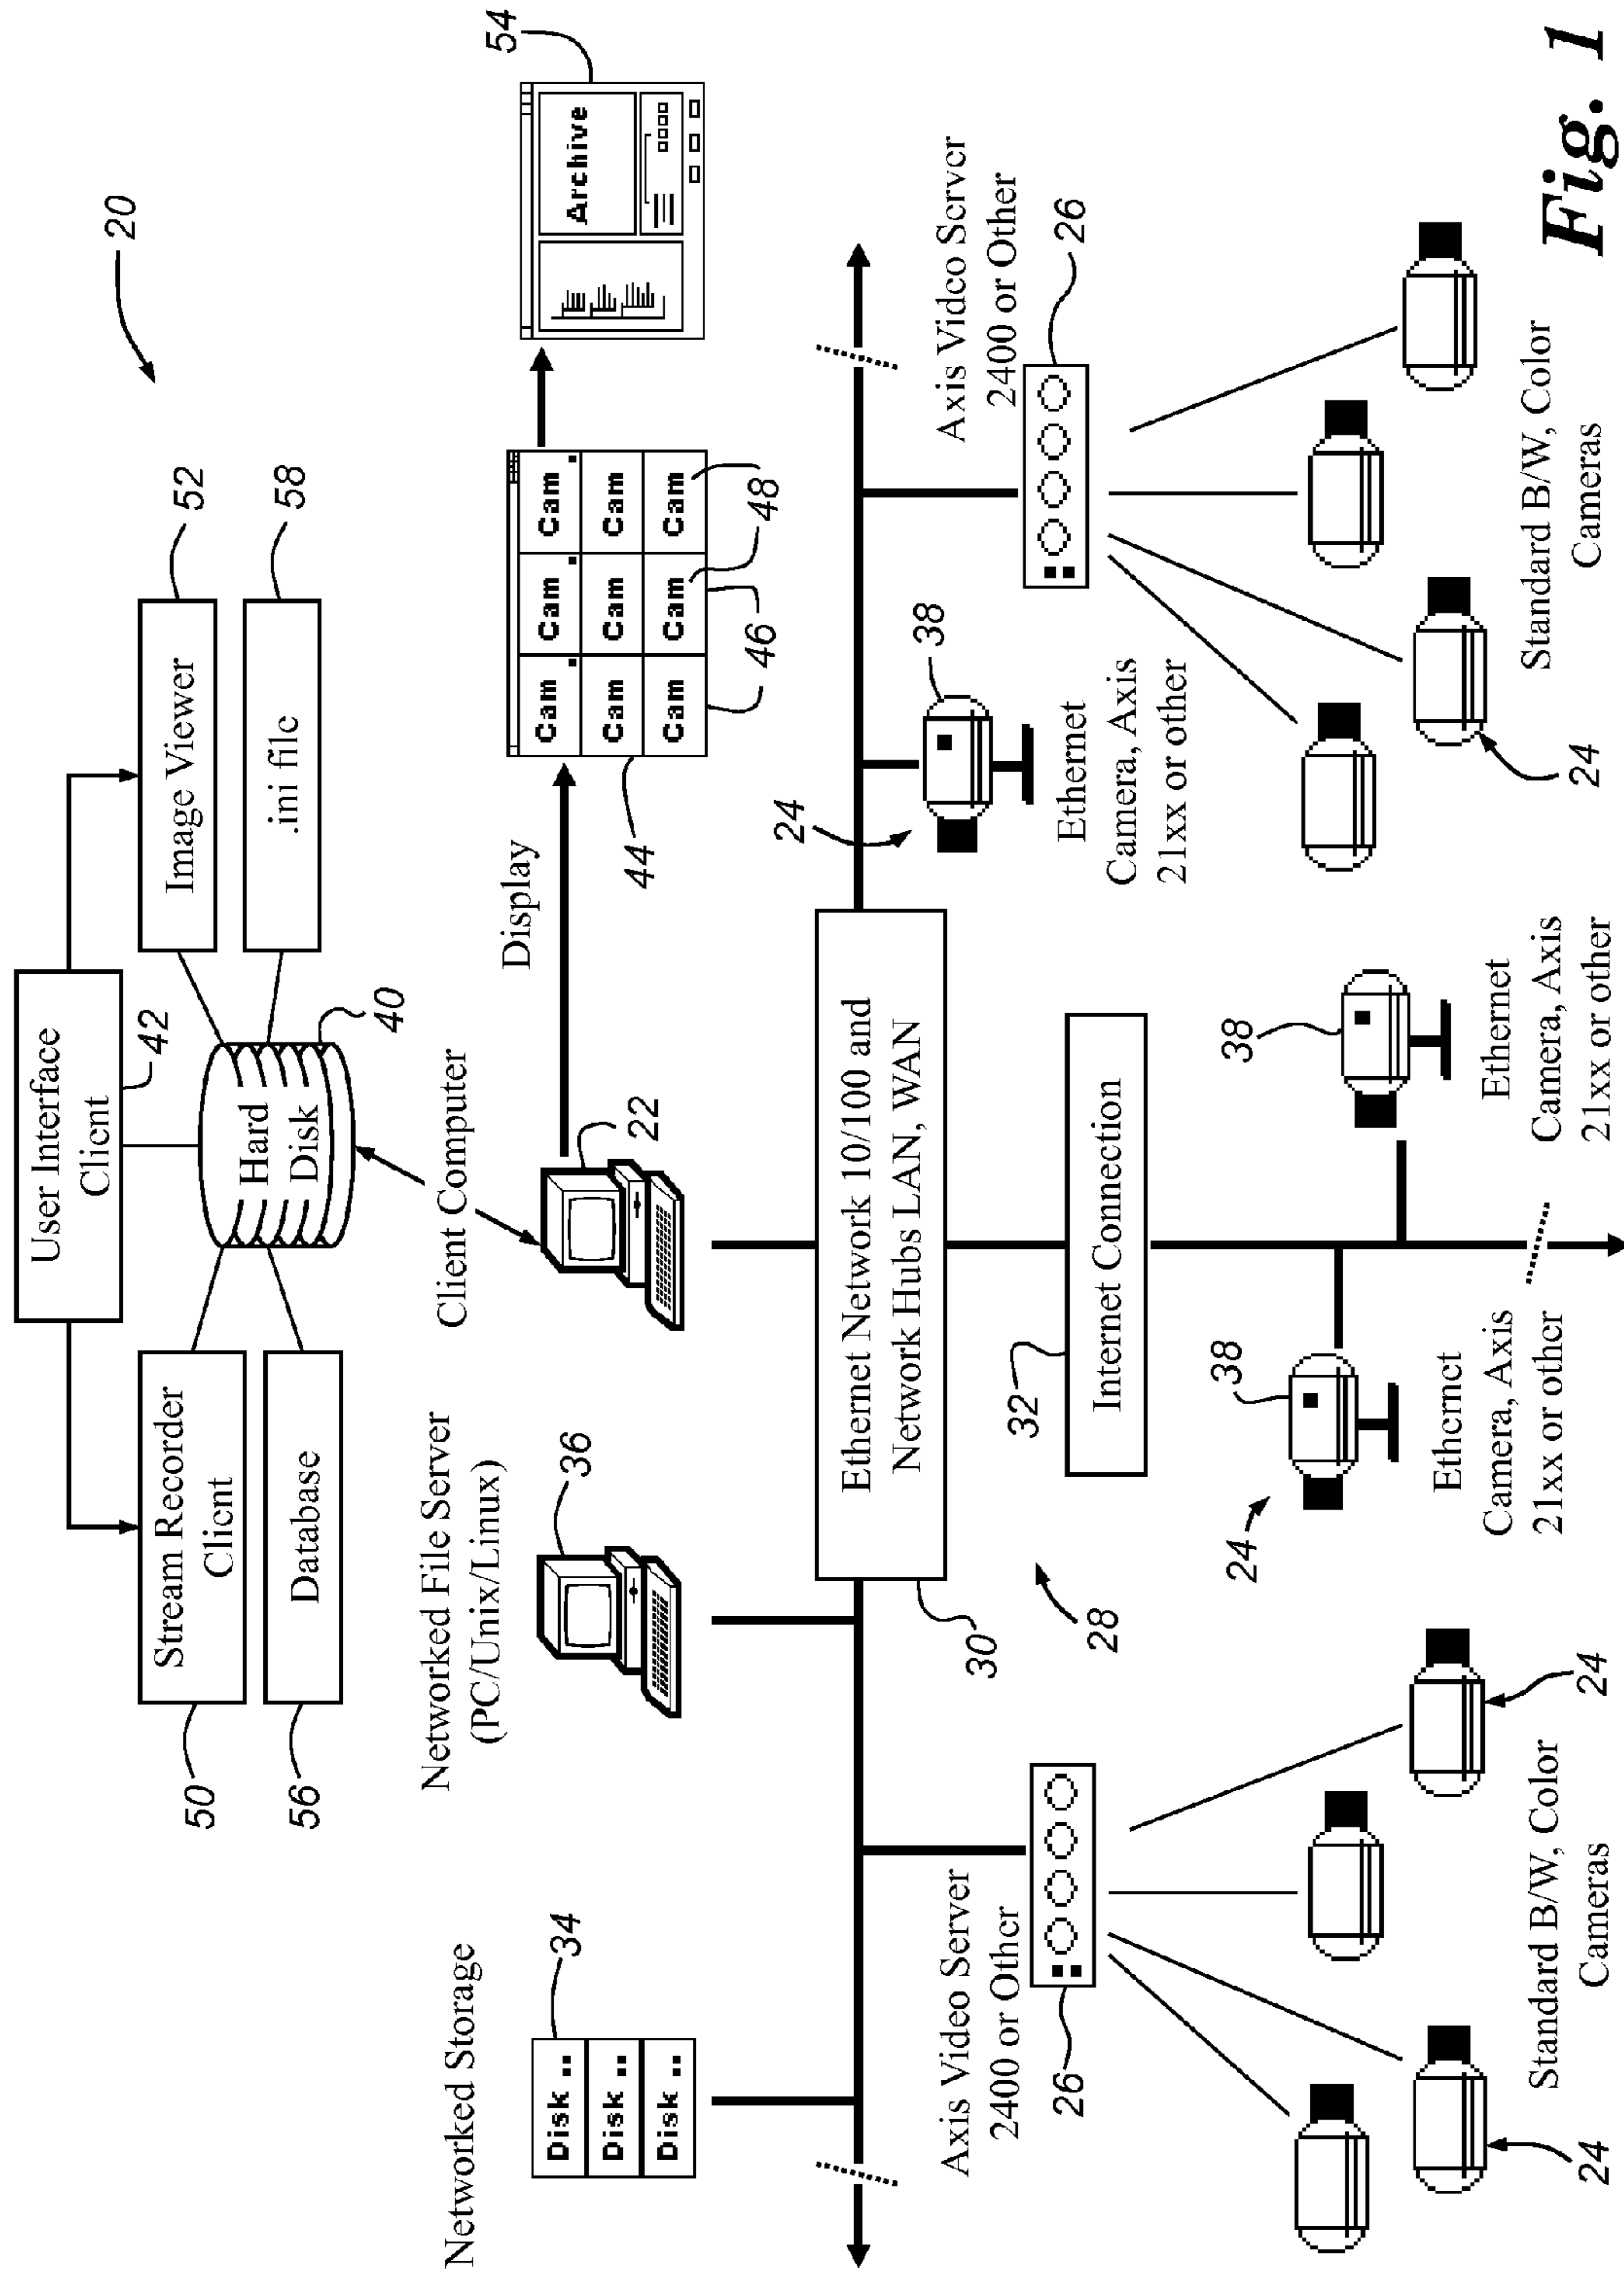 20
User Interface
Client
42
Stream Recorder
Client
50
Database
56
Hard
Disk
40
Image Viewer
52
.ini file
58
Networked Storage
Disk
Disk
Disk
34
Networked File Server
(PC/Unix/Linux)
36
Client Computer
22
Display
Cam
Cam
Cam
Cam
Cam
Cam
Cam
Cam
Cam
44
46
48
Archive
54
Ethernet Network 10/100 and
Network Hubs LAN, WAN
30
28
Internet Connection
32
Axis Video Server
2400 or Other
26
24
24
Standard B/W, Color
Cameras
24
38
Ethernet
Camera, Axis
21xx or other
38
Ethernet
Camera, Axis
21xx or other
24
38
Ethernet
Camera, Axis
21xx or other
Axis Video Server
2400 or Other
26
24
Standard B/W, Color
Cameras
Fig. 1